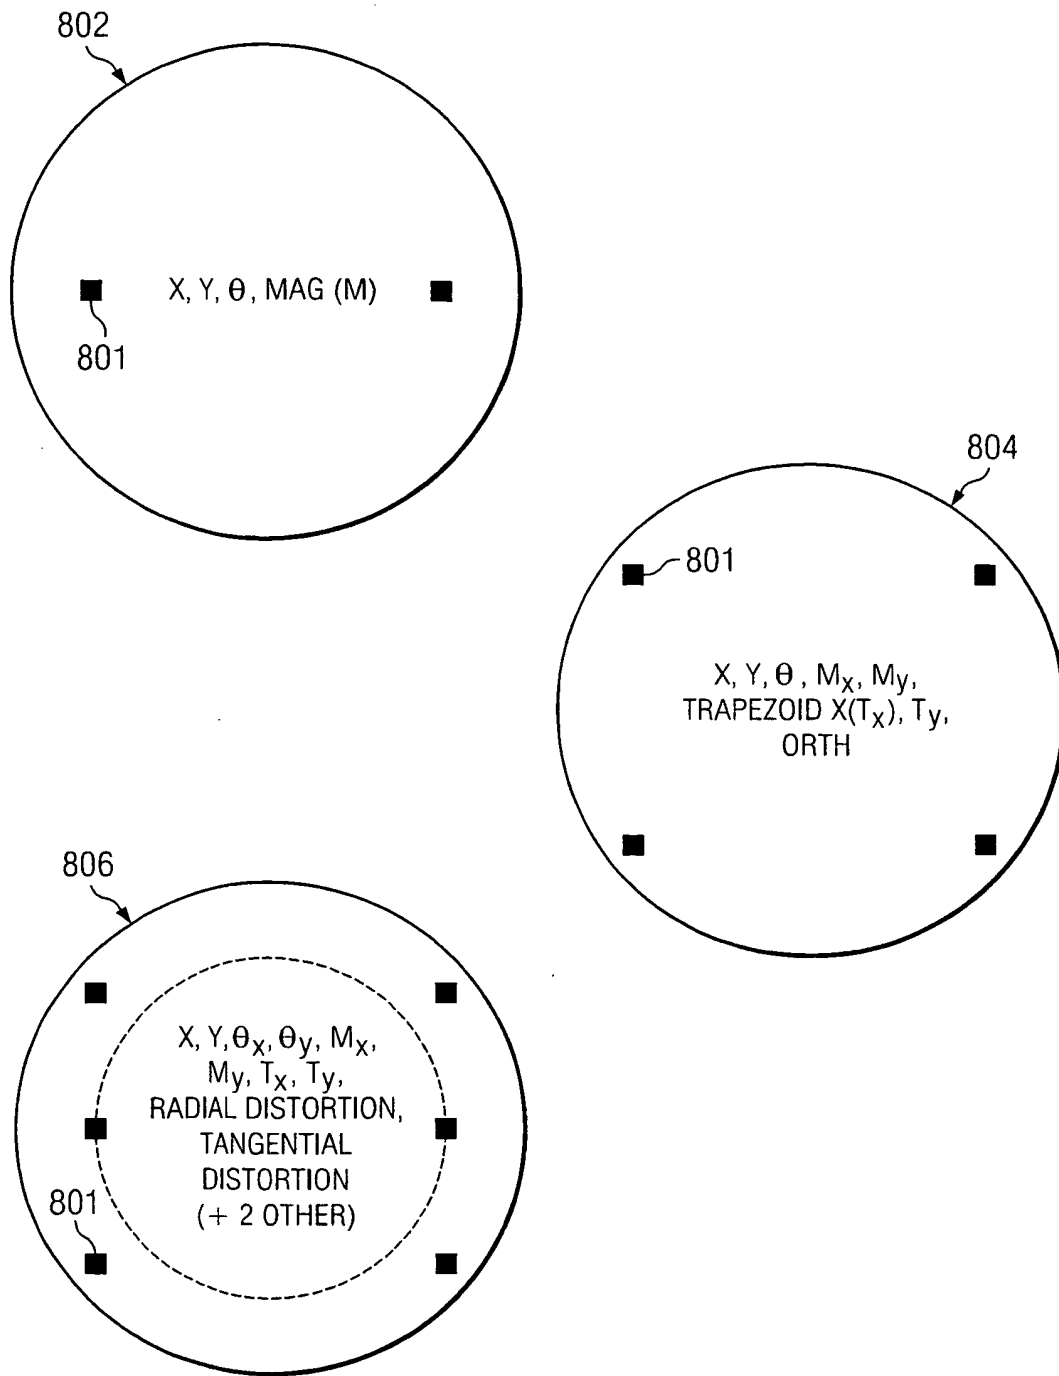 802
X, Y, θ, MAG (M)
801
804
801
X, Y, θ, Mx, My,
TRAPEZOID X(Tx), Ty,
ORTH
806
X, Y, θx, θy, Mx,
My, Tx, Ty,
RADIAL DISTORTION,
TANGENTIAL
DISTORTION
(+ 2 OTHER)
801